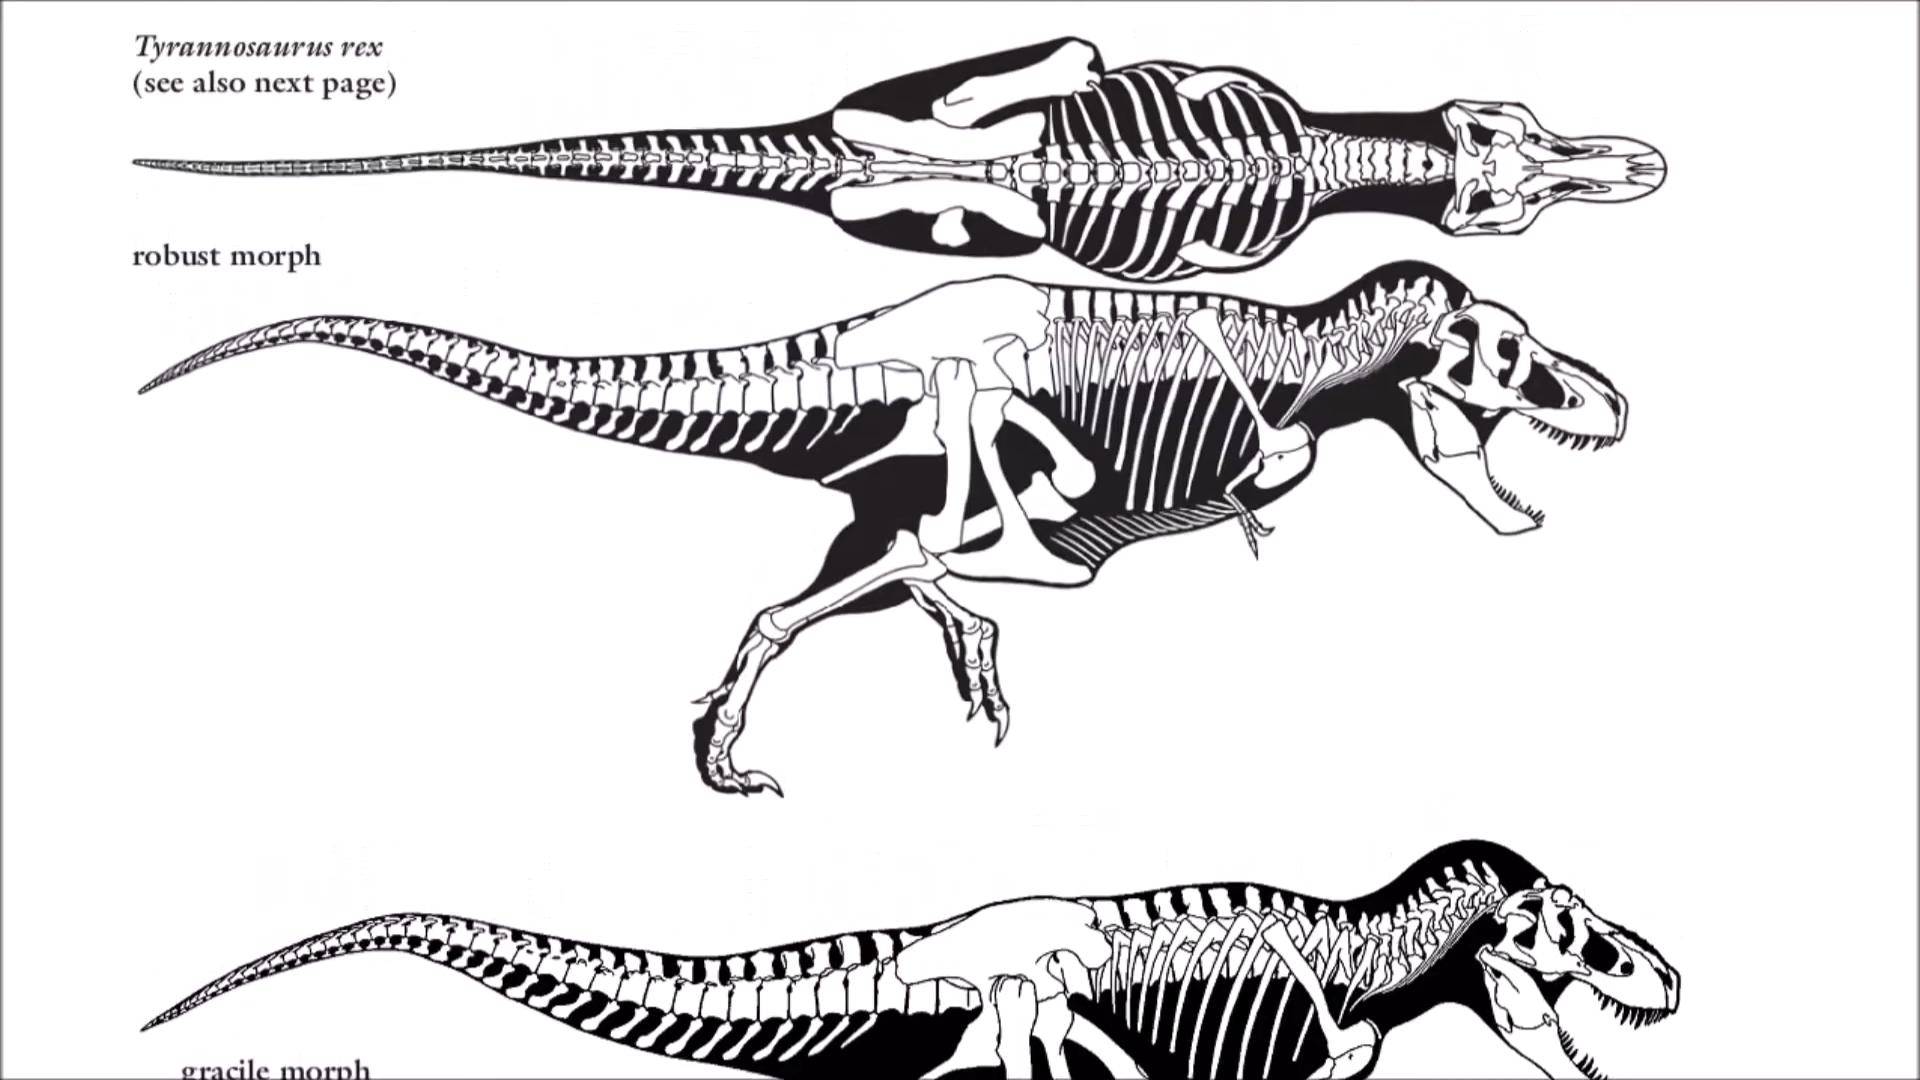 Tyrannosaurus rex
(see also next page)
robust morph
gracile morph